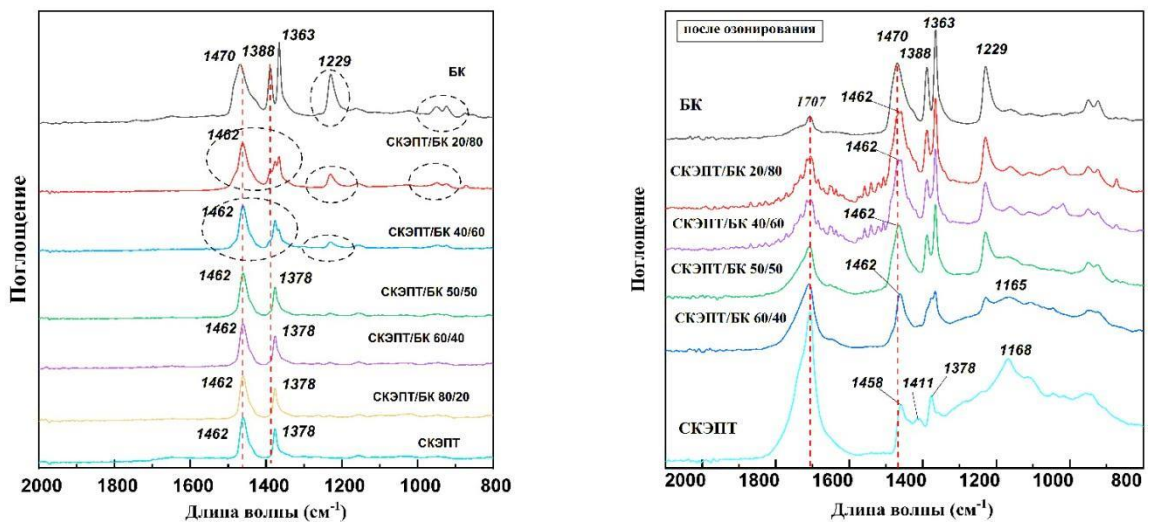 1470
1388
1363
1229
БК
1462
СКЭПТ/БК 20/80
1462
СКЭПТ/БК 40/60
1462
1378
СКЭПТ/БК 50/50
1462
1378
СКЭПТ/БК 60/40
1462
1378
СКЭПТ/БК 80/20
1462
1378
СКЭПТ
Поглощение
2000 1800 1600 1400 1200 1000 800
Длина волны (см⁻¹)
после озонирования
1470
1388
1363
1229
1707
1462
БК
1462
СКЭПТ/БК 20/80
СКЭПТ/БК 40/60
1462
СКЭПТ/БК 50/50
1462
1165
СКЭПТ/БК 60/40
1168
1458
1411
1378
СКЭПТ
Поглощение
2000 1800 1600 1400 1200 1000 800
Длина волны (см⁻¹)